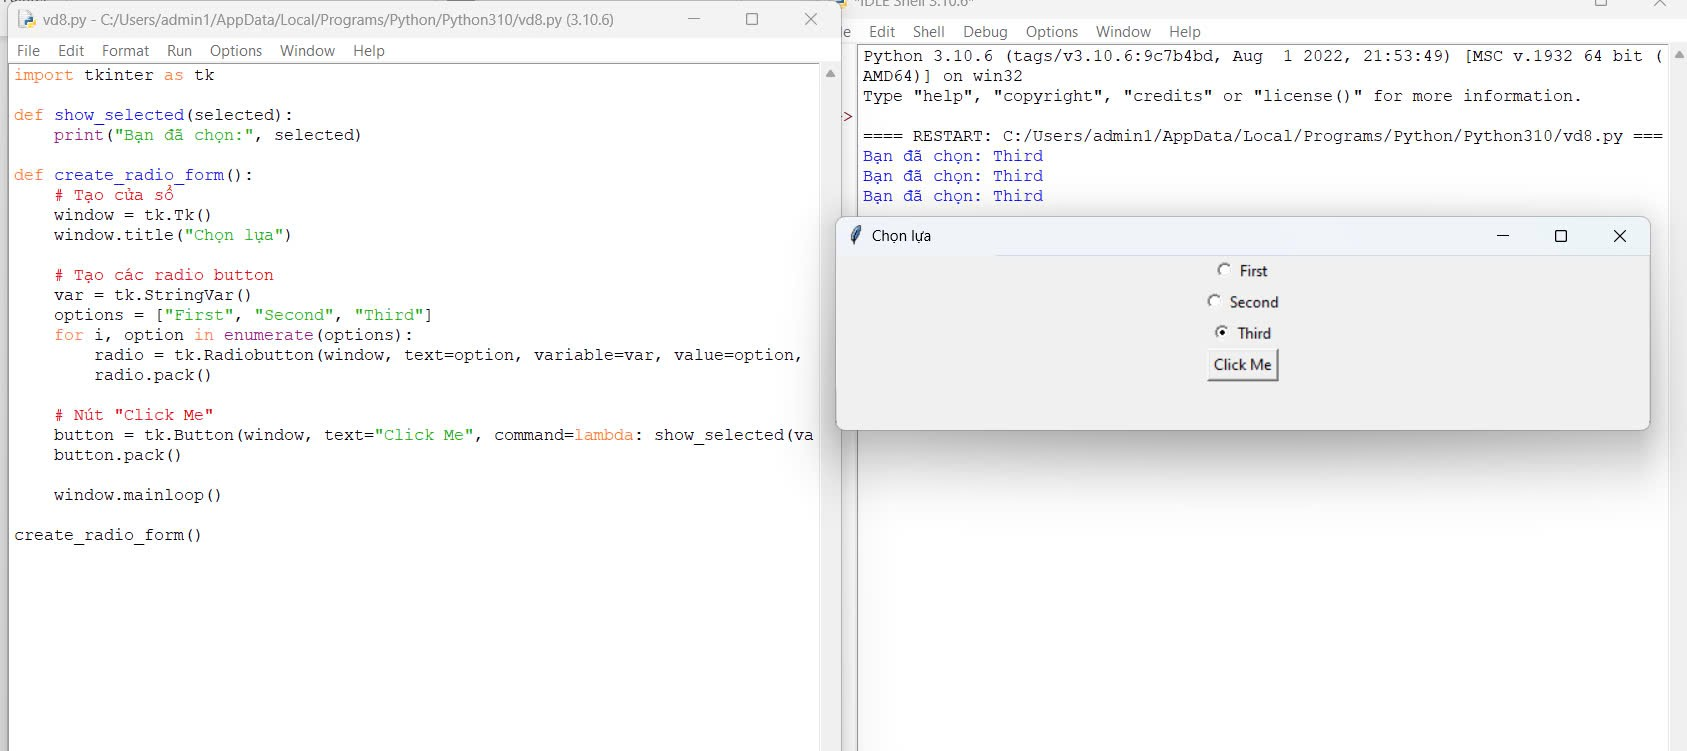 vd8.py - C:/Users/admin1/AppData/Local/Programs/Python/Python310/vd8.py (3.10.6)
File Edit Format Run Options Window Help
import tkinter as tk
def show_selected(selected):
    print("Bạn đã chọn:", selected)
def create_radio_form():
    # Tạo cửa sổ
    window = tk.Tk()
    window.title("Chọn lựa")
    # Tạo các radio button
    var = tk.StringVar()
    options = ["First", "Second", "Third"]
    for i, option in enumerate(options):
        radio = tk.Radiobutton(window, text=option, variable=var, value=option,
        radio.pack()
    # Nút "Click Me"
    button = tk.Button(window, text="Click Me", command=lambda: show_selected(va
    button.pack()
    window.mainloop()
create_radio_form()
*IDLE Shell 3.10.6*
Edit Shell Debug Options Window Help
Python 3.10.6 (tags/v3.10.6:9c7b4bd, Aug  1 2022, 21:53:49) [MSC v.1932 64 bit (
AMD64)] on win32
Type "help", "copyright", "credits" or "license()" for more information.
==== RESTART: C:/Users/admin1/AppData/Local/Programs/Python/Python310/vd8.py ===
Bạn đã chọn: Third
Bạn đã chọn: Third
Bạn đã chọn: Third
Chọn lựa
First
Second
Third
Click Me